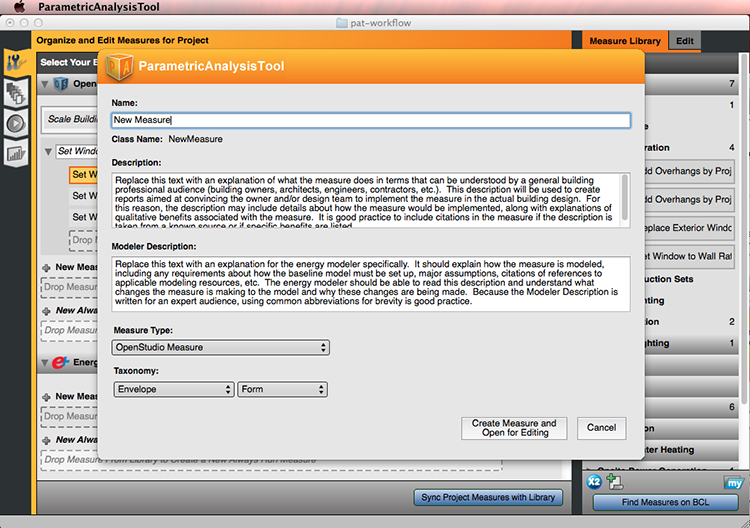 ParametricAnalysisTool
pat-workflow
Organize and Edit Measures for Project
Measure Library
Edit
Select Your
Open
7
Scale Buildin
1
Set Wind
Set W
Set W
Set W
Drop M
4
dd Overhangs by Proj
dd Overhangs by Proj
eplace Exterior Windo
et Window to Wall Rat
New Meas
Drop Measur
New Alwa
Drop Measur
Energ
New Meas
Drop Measur
New Alwa
Drop Measure From Library to Create a New Always Run Measure
2
1
6
ter Heating
Onsite Power Generation
1
ParametricAnalysisTool
Name:
New Measure
Class Name: NewMeasure
Description:
Replace this text with an explanation of what the measure does in terms that can be understood by a general building
professional audience (building owners, architects, engineers, contractors, etc.). This description will be used to create
reports aimed at convincing the owner and/or design team to implement the measure in the actual building design. For
this reason, the description may include details about how the measure would be implemented, along with explanations of
qualitative benefits associated with the measure. It is good practice to include citations in the measure if the description is
taken from a known source or if specific benefits are listed.
Modeler Description:
Replace this text with an explanation for the energy modeler specifically. It should explain how the measure is modeled,
including any requirements about how the baseline model must be set up, major assumptions, citations of references to
applicable modeling resources, etc. The energy modeler should be able to read this description and understand what
changes the measure is making to the model and why these changes are being made. Because the Modeler Description is
written for an expert audience, using common abbreviations for brevity is good practice.
Measure Type:
OpenStudio Measure
Taxonomy:
Envelope
Form
Create Measure and
Open for Editing
Cancel
Sync Project Measures with Library
X2
my
Find Measures on BCL